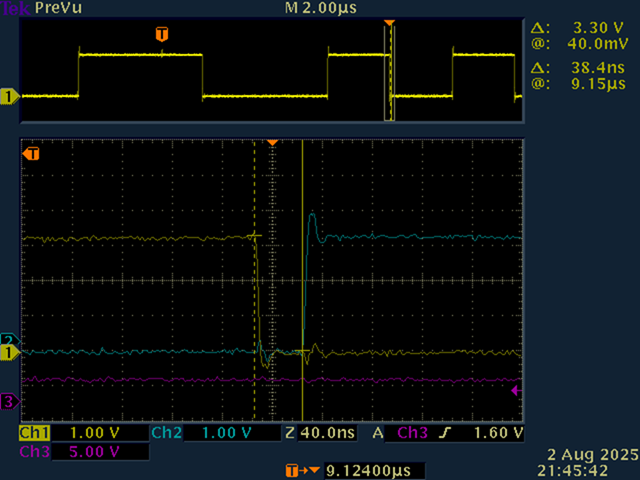 Tek PreVu M 2.00µs
Δ: 3.30 V
@: 40.0mV
Δ: 38.4ns
@: 9.15µs
T
1
T
2
1
3
Ch1 1.00 V Ch2 1.00 V Z 40.0ns A Ch3 ƒ 1.60 V
Ch3 5.00 V
T 9.12400µs
2 Aug 2025
21:45:42